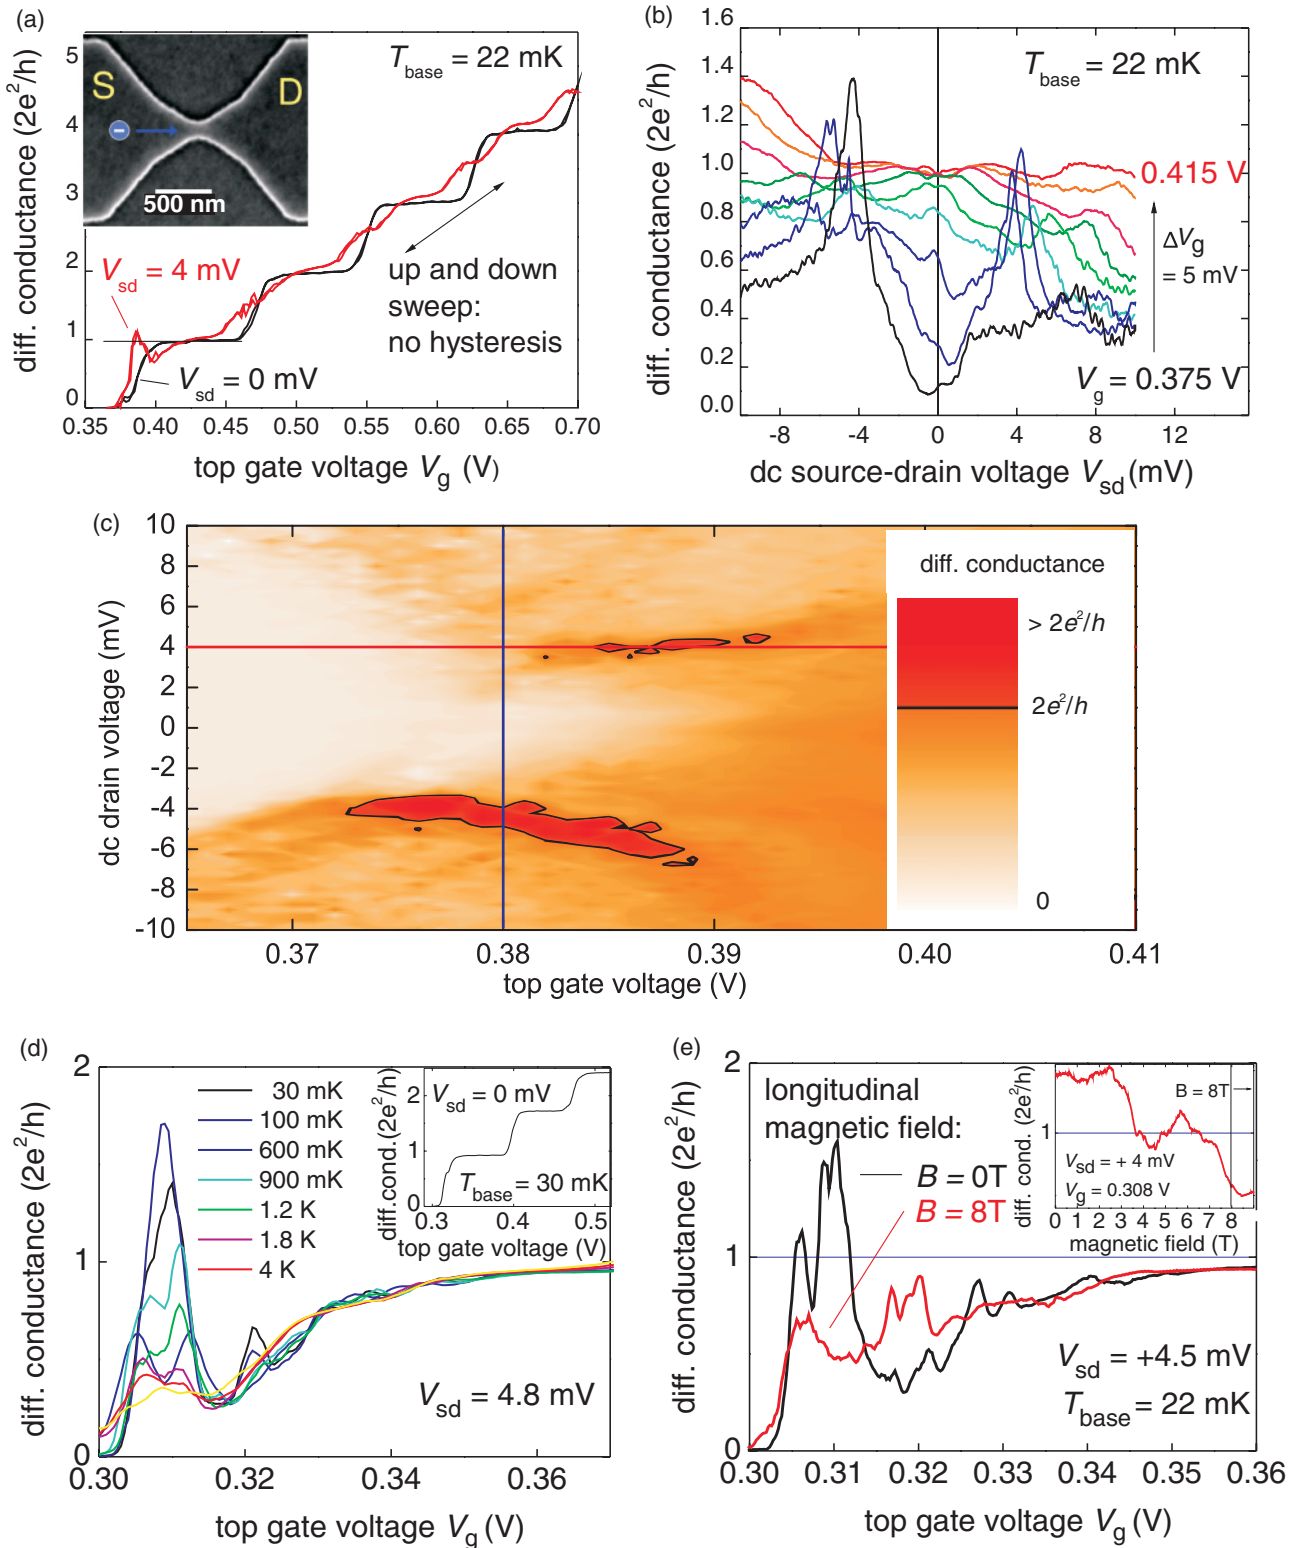 (a)
diff. conductance (2e²/h)
5
4
3
2
1
0
S
D
−
500 nm
T_base = 22 mK
V_sd = 4 mV
V_sd = 0 mV
up and down
sweep:
no hysteresis
0.35 0.40 0.45 0.50 0.55 0.60 0.65 0.70
top gate voltage V_g (V)
(b)
diff. conductance (2e²/h)
1.6
1.4
1.2
1.0
0.8
0.6
0.4
0.2
0.0
T_base = 22 mK
0.415 V
ΔV_g
= 5 mV
V_g = 0.375 V
-8 -4 0 4 8 12
dc source-drain voltage V_sd (mV)
(c)
dc drain voltage (mV)
10
8
6
4
2
0
-2
-4
-6
-8
-10
diff. conductance
> 2e²/h
2e²/h
0
0.37 0.38 0.39 0.40 0.41
top gate voltage (V)
(d)
diff. conductance (2e²/h)
2
1
0
30 mK
100 mK
600 mK
900 mK
1.2 K
1.8 K
4 K
diff. cond.(2e²/h)
2
1
0
V_sd = 0 mV
T_base = 30 mK
0.3 0.4 0.5
top gate voltage (V)
V_sd = 4.8 mV
0.30 0.32 0.34 0.36
top gate voltage V_g (V)
(e)
diff. conductance (2e²/h)
2
1
0
longitudinal
magnetic field:
B = 0T
B = 8T
diff. cond. (2e²/h)
1
B = 8T
V_sd = + 4 mV
V_g = 0.308 V
0 1 2 3 4 5 6 7 8
magnetic field (T)
V_sd = +4.5 mV
T_base = 22 mK
0.30 0.31 0.32 0.33 0.34 0.35 0.36
top gate voltage V_g (V)